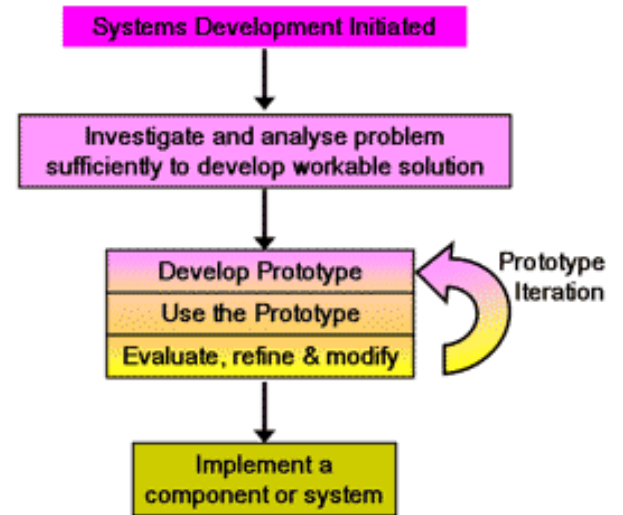 Systems Development Initiated
Investigate and analyse problem
sufficiently to develop workable solution
Develop Prototype
Use the Prototype
Evaluate, refine & modify
Prototype
Iteration
Implement a
component or system